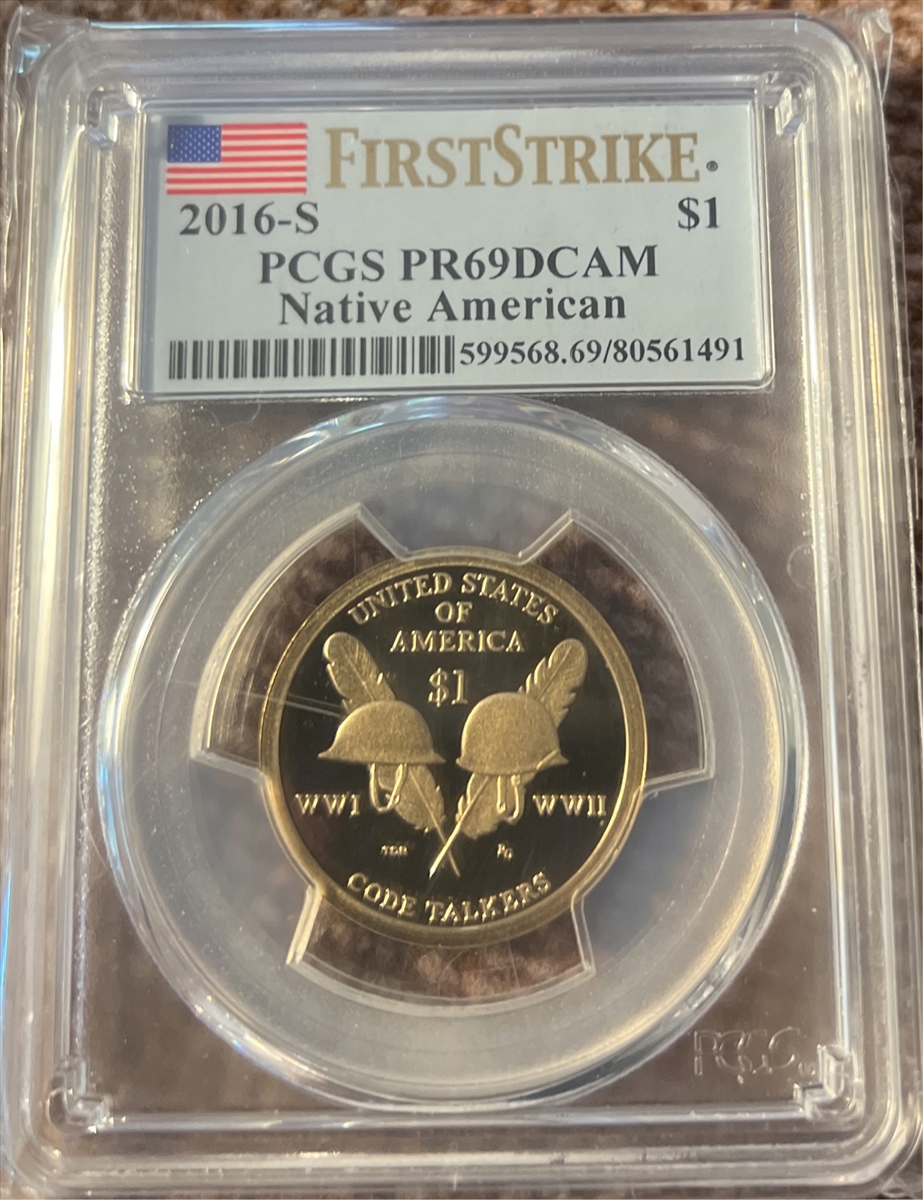 FIRSTSTRIKE®
2016-S $1
PCGS PR69DCAM
Native American
599568.69/80561491
UNITED STATES
OF
AMERICA
$1
WWI WWII
CODE TALKERS
PCGS